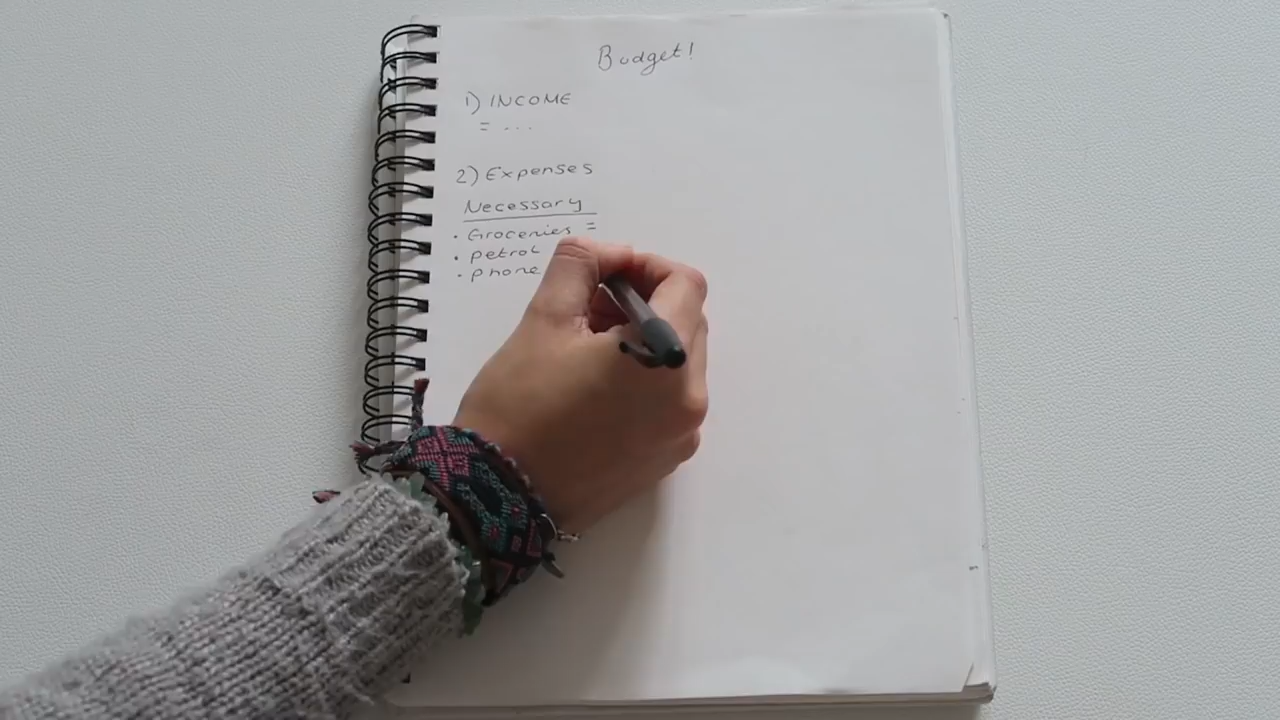 Budget!
1) INCOME
= ...
2) Expenses
Necessary
• Groceries =
• petrol
• phone